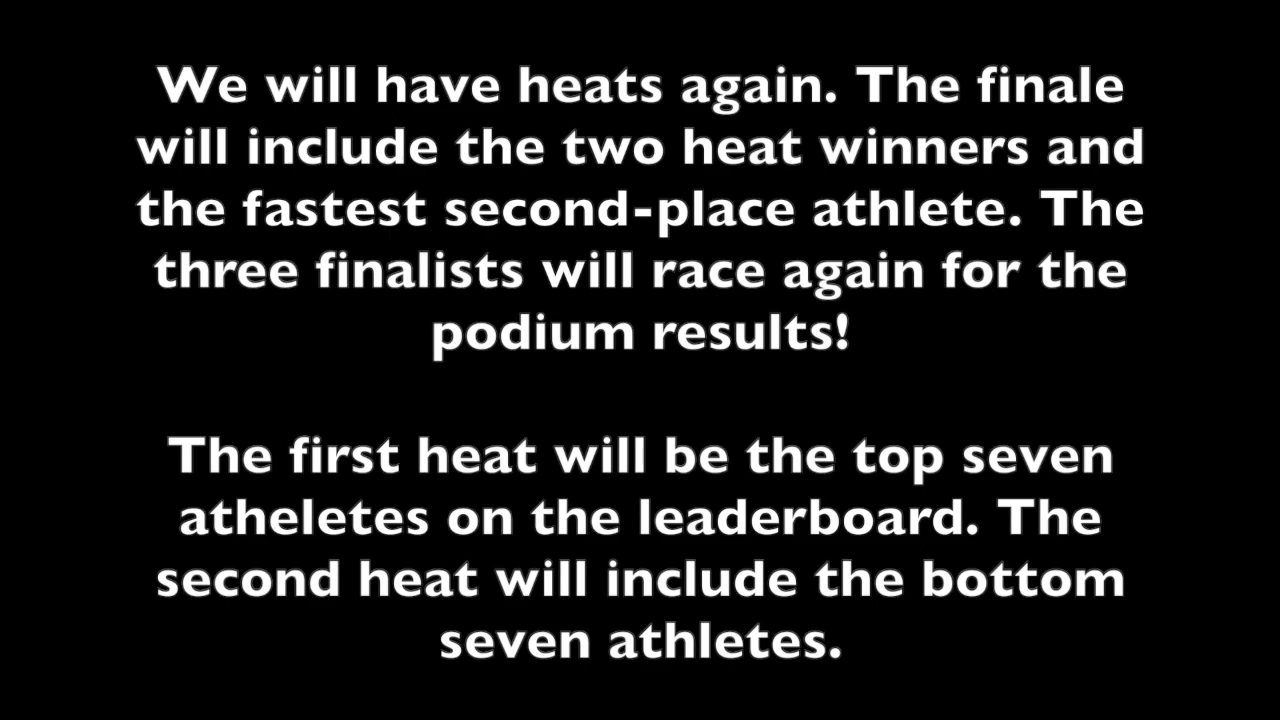 We will have heats again. The finale
will include the two heat winners and
the fastest second-place athlete. The
three finalists will race again for the
podium results!
The first heat will be the top seven
atheletes on the leaderboard. The
second heat will include the bottom
seven athletes.